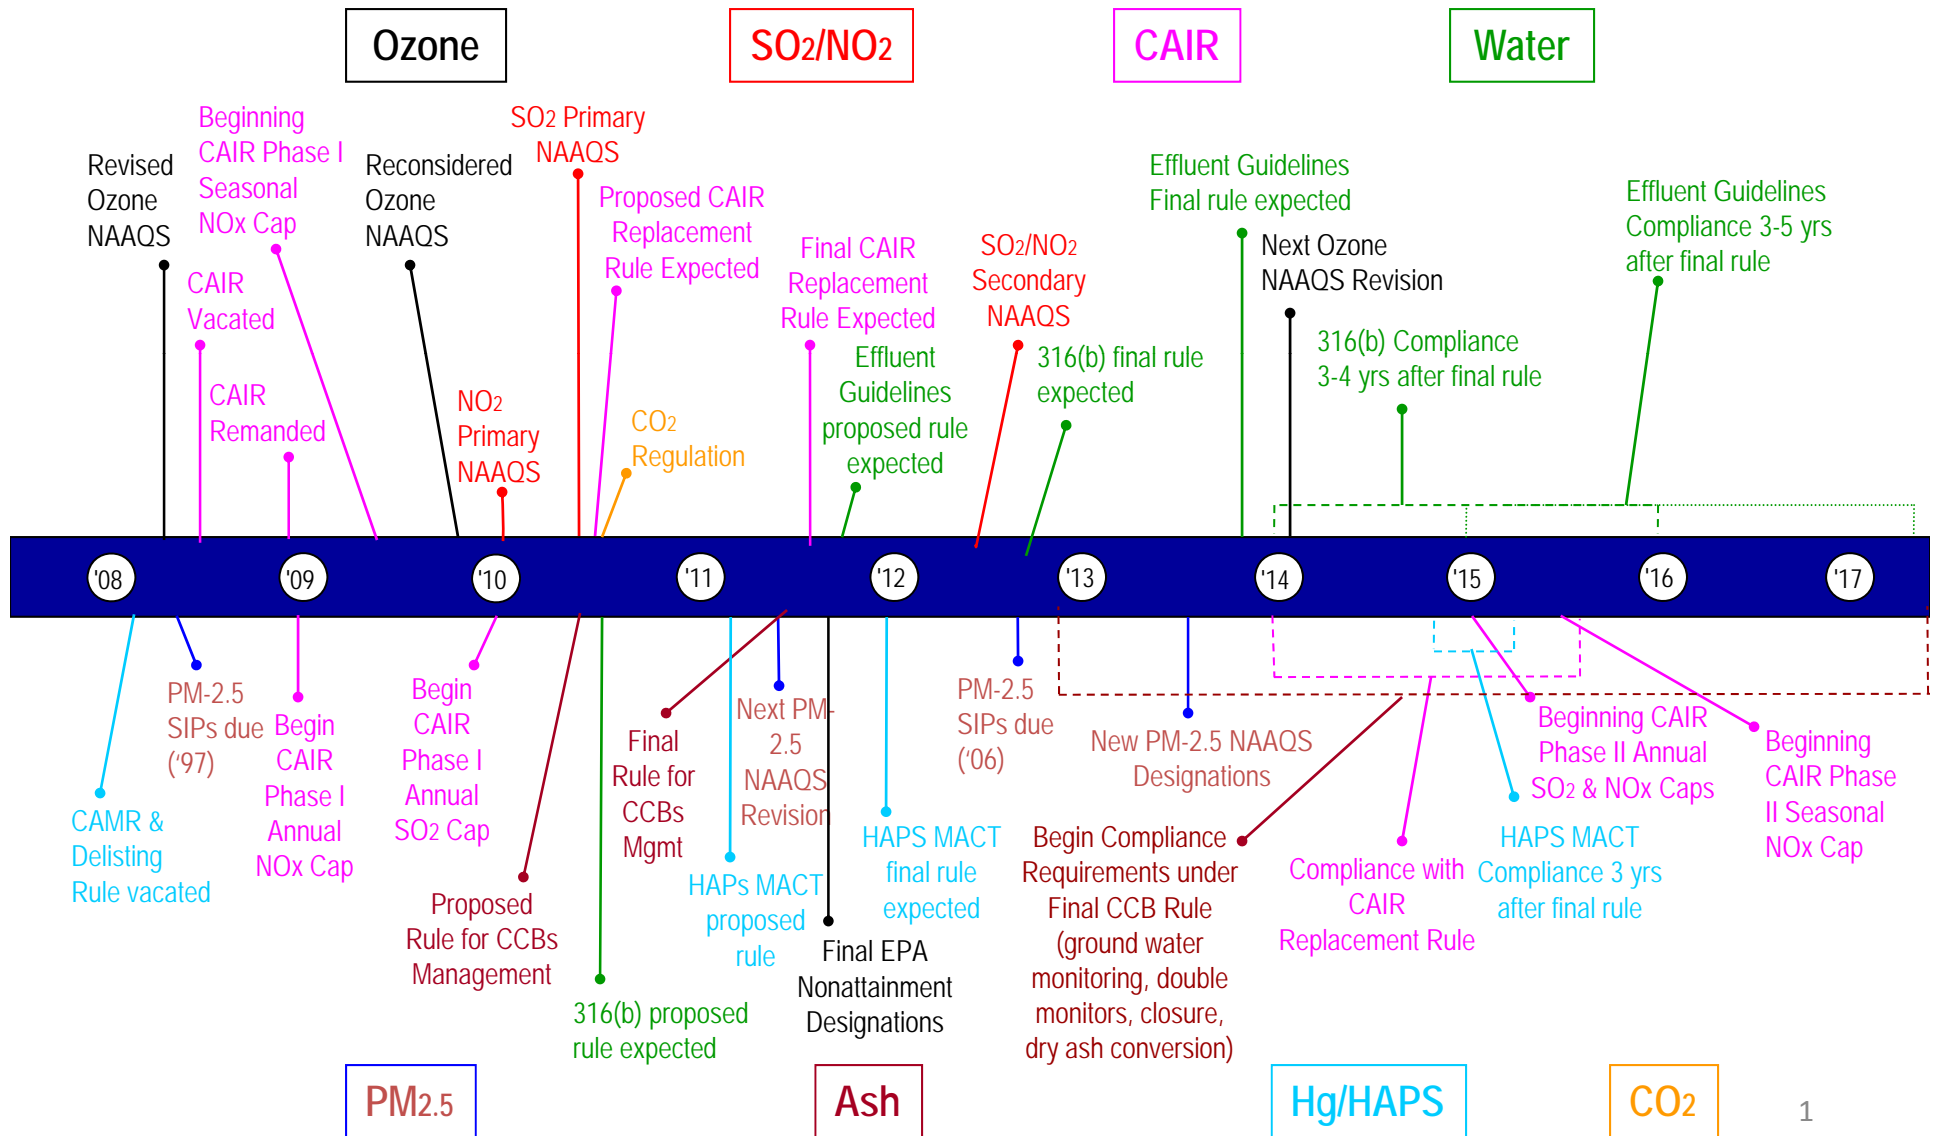 Ozone
SO2/NO2
CAIR
Water
Revised
Ozone
NAAQS
Beginning
CAIR Phase I
Seasonal
NOx Cap
CAIR
Vacated
CAIR
Remanded
Reconsidered
Ozone
NAAQS
NO2
Primary
NAAQS
SO2 Primary
NAAQS
Proposed CAIR
Replacement
Rule Expected
CO2
Regulation
Final CAIR
Replacement
Rule Expected
Effluent
Guidelines
proposed rule
expected
SO2/NO2
Secondary
NAAQS
316(b) final rule
expected
Effluent Guidelines
Final rule expected
Next Ozone
NAAQS Revision
316(b) Compliance
3-4 yrs after final rule
Effluent Guidelines
Compliance 3-5 yrs
after final rule
'08
'09
'10
'11
'12
'13
'14
'15
'16
'17
CAMR &
Delisting
Rule vacated
PM-2.5
SIPs due
(‘97)
Begin
CAIR
Phase I
Annual
NOx Cap
Begin
CAIR
Phase I
Annual
SO2 Cap
Proposed
Rule for CCBs
Management
316(b) proposed
rule expected
Final
Rule for
CCBs
Mgmt
HAPs MACT
proposed
rule
Next PM-
2.5
NAAQS
Revision
Final EPA
Nonattainment
Designations
HAPS MACT
final rule
expected
PM-2.5
SIPs due
(‘06)
New PM-2.5 NAAQS
Designations
Begin Compliance
Requirements under
Final CCB Rule
(ground water
monitoring, double
monitors, closure,
dry ash conversion)
Compliance with
CAIR
Replacement Rule
Beginning CAIR
Phase II Annual
SO2 & NOx Caps
HAPS MACT
Compliance 3 yrs
after final rule
Beginning
CAIR Phase
II Seasonal
NOx Cap
PM2.5
Ash
Hg/HAPS
CO2
1